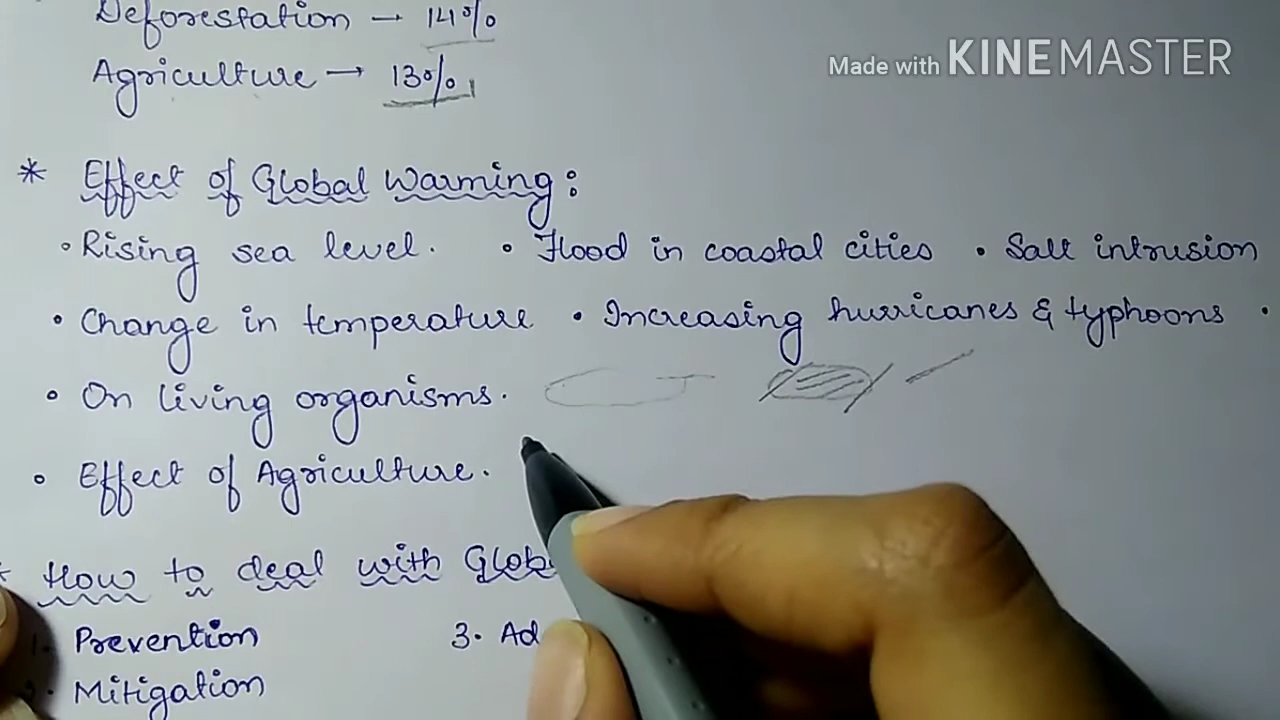 Deforestation → 14%
Made with KINEMASTER
Agriculture → 13%
* Effect of Global Warming:
• Rising sea level. • Flood in coastal cities • Salt intrusion
• Change in temperature • Increasing hurricanes & typhoons •
• On living organisms.
• Effect of Agriculture.
* How to deal with Glob
1. Prevention 3. Ad
2. Mitigation